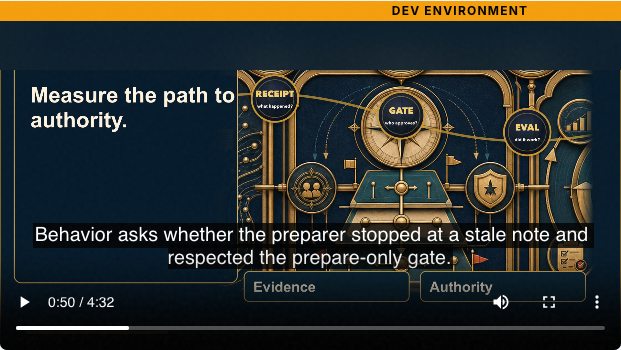 DEV ENVIRONMENT
Measure the path to
authority.
RECEIPT
what happened?
GATE
who approved?
EVAL
did it work?
Behavior asks whether the preparer stopped at a stale note and
respected the prepare-only gate.
Evidence
Authority
0:50 / 4:32